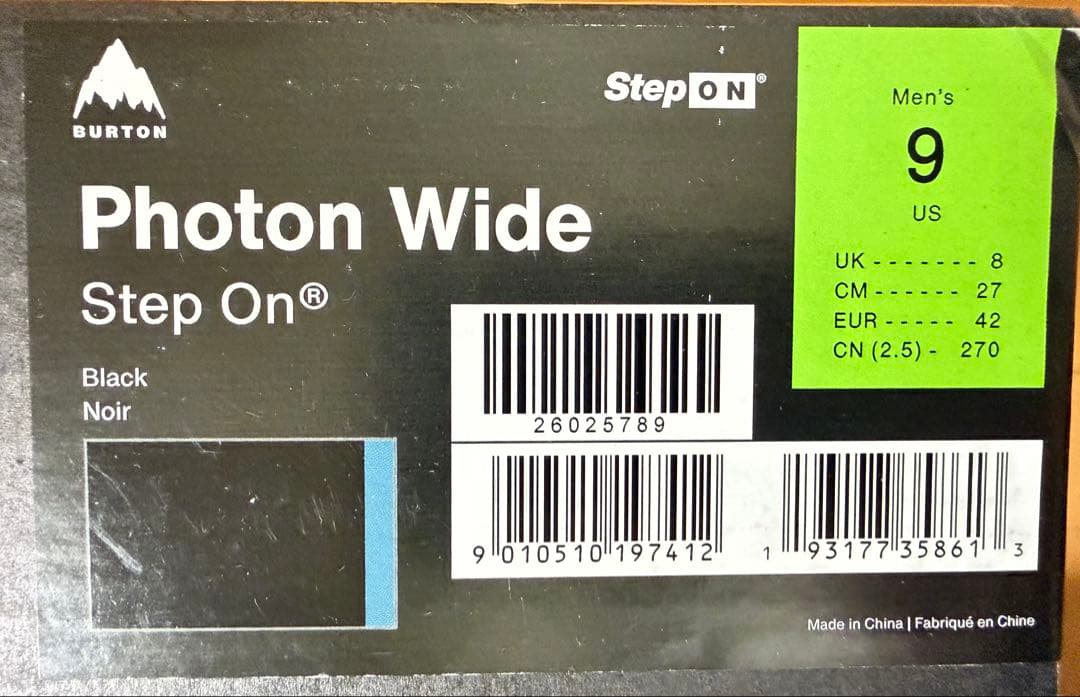 BURTON
StepON®
Photon Wide
Step On®
Black
Noir
Men's
9
US
UK - - - - - - - 8
CM - - - - - - 27
EUR - - - - - 42
CN (2.5) - 270
26025789
9 010510 197412
1 93177 35861 3
Made in China | Fabriqué en Chine